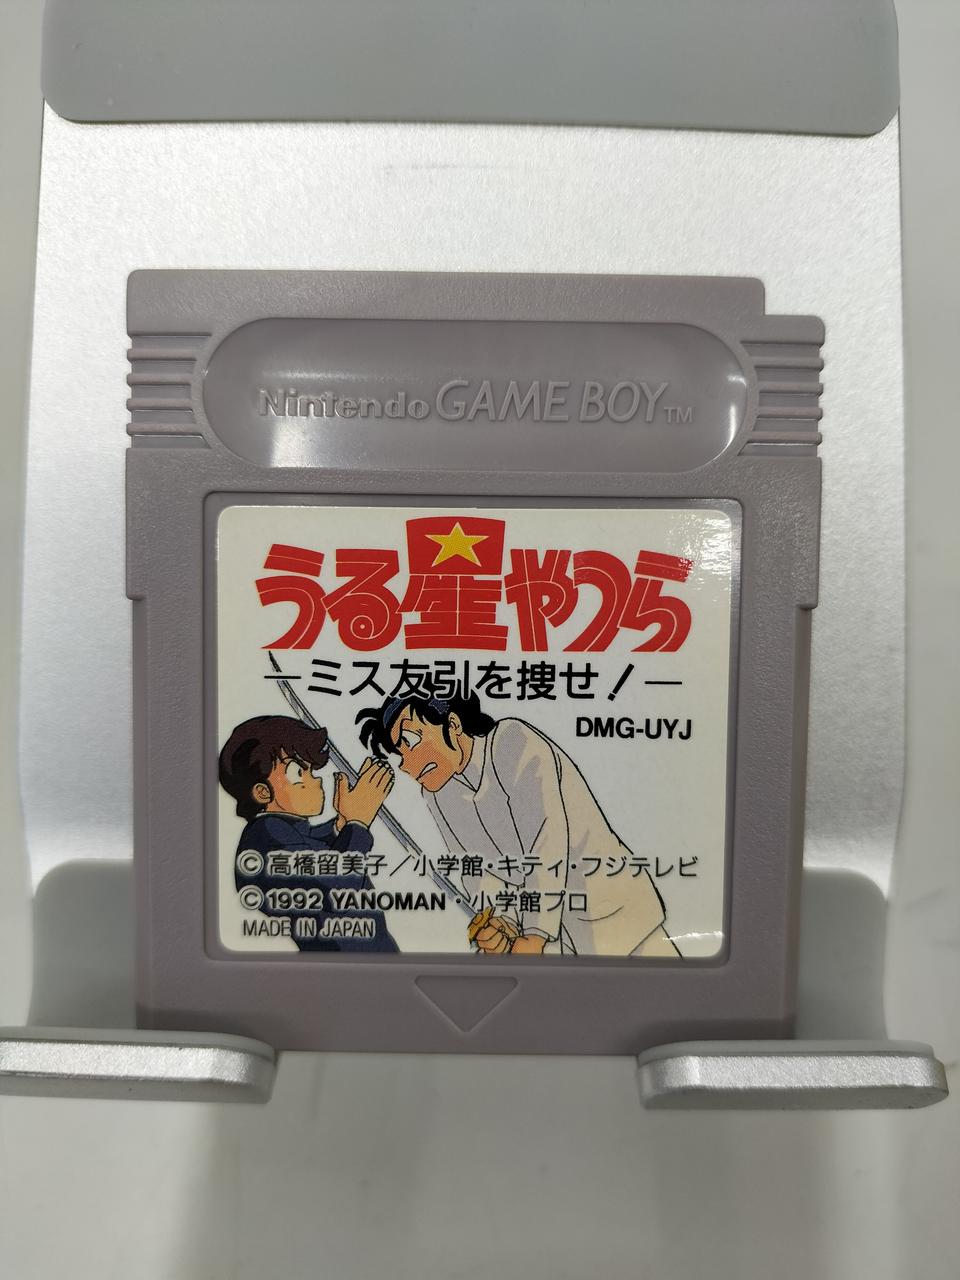 Nintendo GAME BOY™
うる星やつら
—ミス友引を捜せ!—
DMG-UYJ
© 高橋留美子／小学館・キティ・フジテレビ
© 1992 YANOMAN・小学館プロ
MADE IN JAPAN